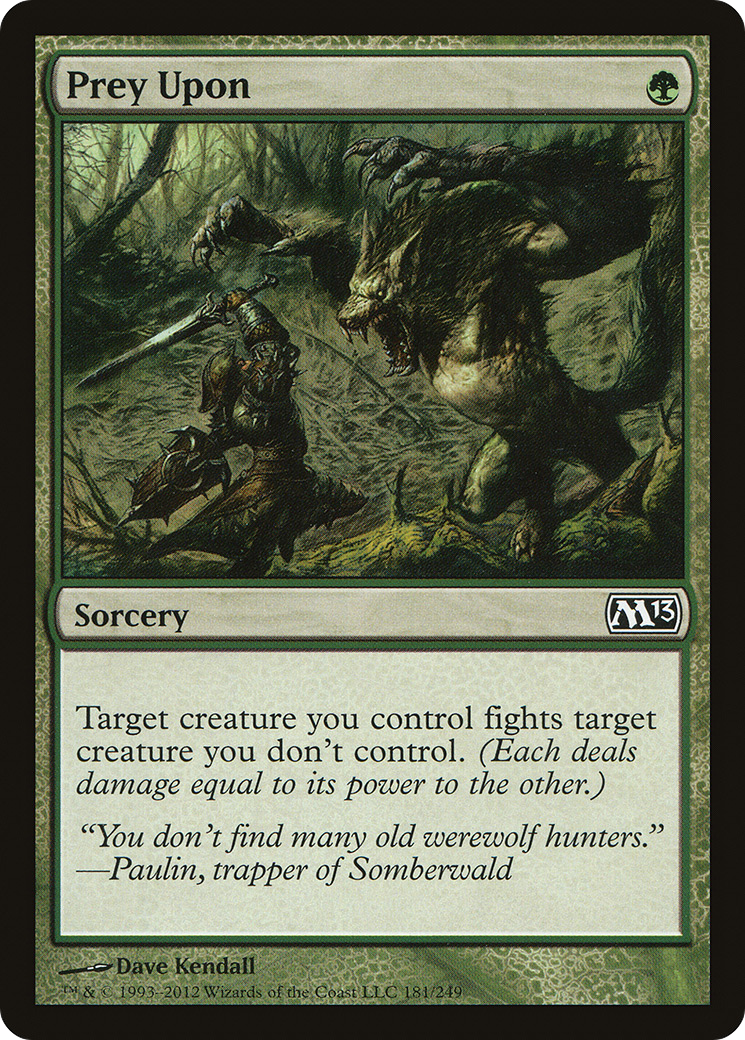 Prey Upon
Sorcery
M13
Target creature you control fights target
creature you don't control. (Each deals
damage equal to its power to the other.)
"You don't find many old werewolf hunters."
—Paulin, trapper of Somberwald
Dave Kendall
™ & © 1993–2012 Wizards of the Coast LLC 181/249